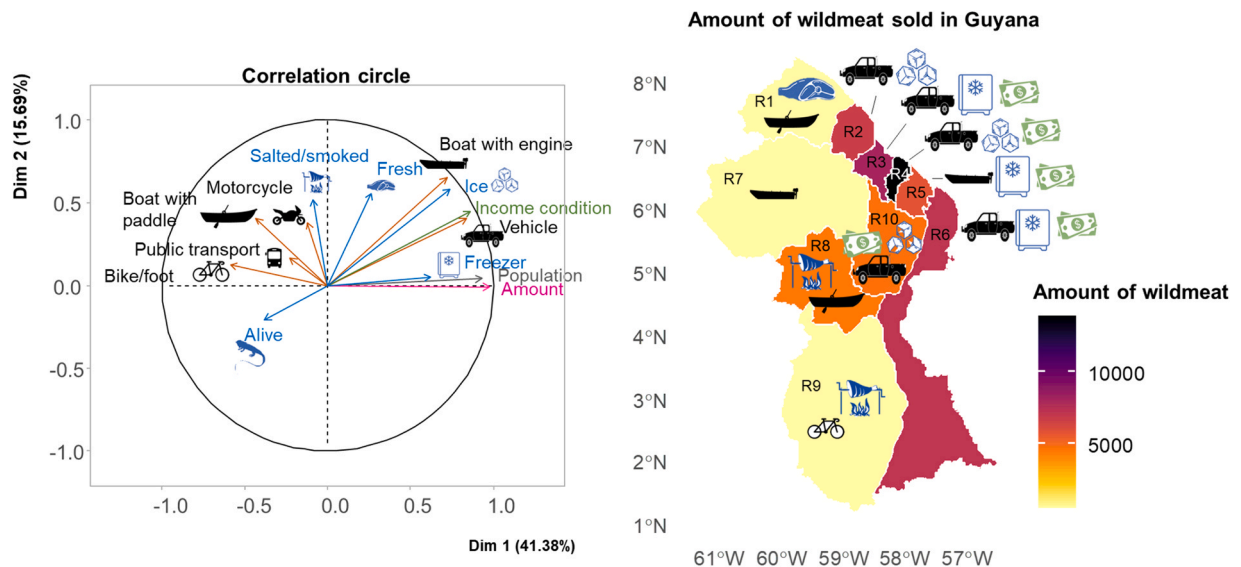 Correlation circle
Dim 2 (15.69%)
1.0
0.5
0.0
-0.5
-1.0
Boat with engine
Salted/smoked
Fresh
Ice
Motorcycle
Boat with
paddle
Income condition
Vehicle
Public transport
Freezer
Bike/foot
Population
Amount
Alive
-1.0
-0.5
0.0
0.5
1.0
Dim 1 (41.38%)
Amount of wildmeat sold in Guyana
8°N
7°N
6°N
5°N
4°N
3°N
2°N
1°N
R1
R2
R3
R4
R7
R5
R10
R6
R8
R9
61°W
60°W
59°W
58°W
57°W
Amount of wildmeat
10000
5000